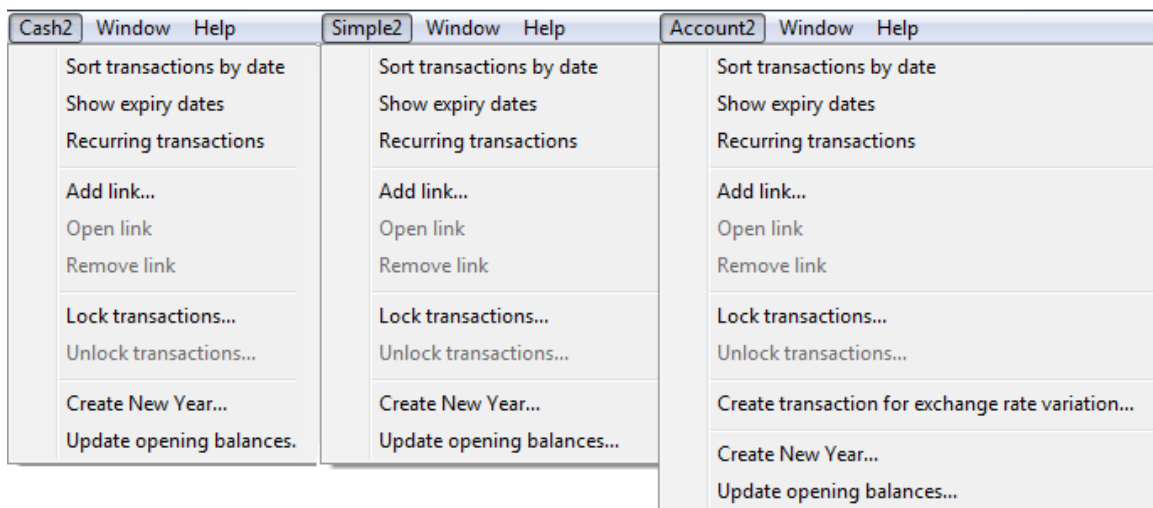 Cash2 Window Help
Sort transactions by date
Show expiry dates
Recurring transactions
Add link...
Open link
Remove link
Lock transactions...
Unlock transactions...
Create New Year...
Update opening balances.
Simple2 Window Help
Sort transactions by date
Show expiry dates
Recurring transactions
Add link...
Open link
Remove link
Lock transactions...
Unlock transactions...
Create New Year...
Update opening balances...
Account2 Window Help
Sort transactions by date
Show expiry dates
Recurring transactions
Add link...
Open link
Remove link
Lock transactions...
Unlock transactions...
Create transaction for exchange rate variation...
Create New Year...
Update opening balances...